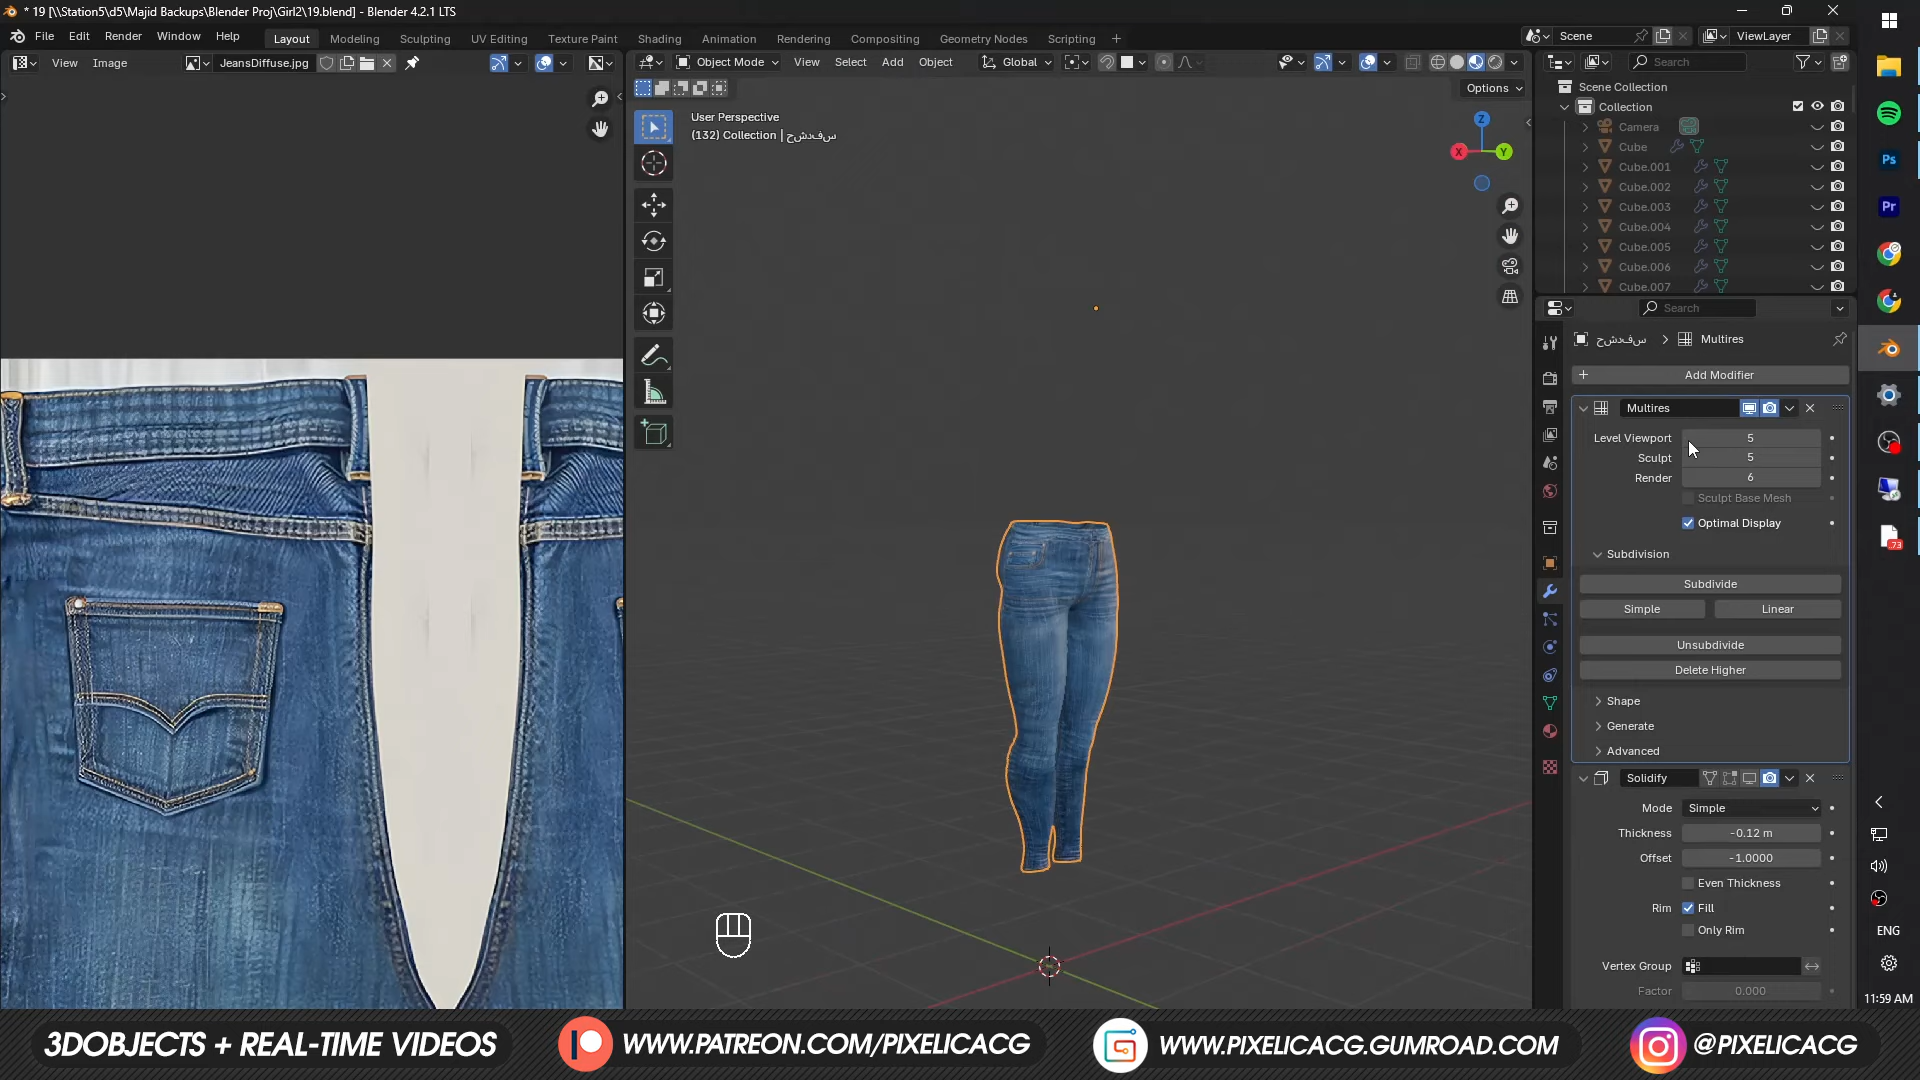 * 19 [\\Station5\d5\Majid Backups\Blender Proj\Girl2\19.blend] - Blender 4.2.1 LTS
File Edit Render Window Help Layout Modeling Sculpting UV Editing Texture Paint Shading Animation Rendering Compositing Geometry Nodes Scripting + Scene ViewLayer
View Image JeansDiffuse.jpg Object Mode View Select Add Object Global Search
Options
User Perspective
(132) Collection | سفدشح
Z
X
Y
Scene Collection
Collection
Camera
Cube
Cube.001
Cube.002
Cube.003
Cube.004
Cube.005
Cube.006
Cube.007
Search
سفدشح > Multires
+ Add Modifier
Multires
Level Viewport 5
Sculpt 5
Render 6
Sculpt Base Mesh
Optimal Display
Subdivision
Subdivide
Simple Linear
Unsubdivide
Delete Higher
Shape
Generate
Advanced
Solidify
Mode Simple
Thickness -0.12 m
Offset -1.0000
Even Thickness
Rim Fill
Only Rim
Vertex Group
Factor 0.000
Ps
Pr
73
ENG
11:59 AM
3DOBJECTS + REAL-TIME VIDEOS WWW.PATREON.COM/PIXELICACG WWW.PIXELICACG.GUMROAD.COM @PIXELICACG